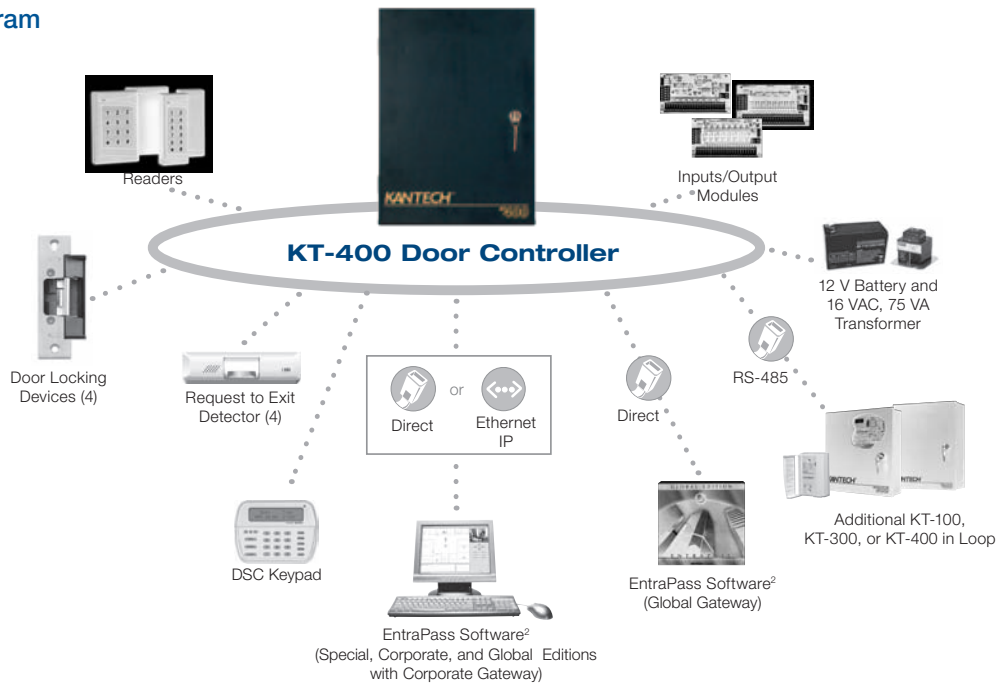 ram
KANTECH
Readers
Inputs/Output
Modules
KT-400 Door Controller
12 V Battery and
16 VAC, 75 VA
Transformer
Door Locking
Devices (4)
Request to Exit
Detector (4)
Direct
or
Ethernet
IP
Direct
RS-485
KANTECH
Additional KT-100,
KT-300, or KT-400 in Loop
DSC Keypad
GLOBAL EDITION
EntraPass Software²
(Special, Corporate, and Global Editions
with Corporate Gateway)
EntraPass Software²
(Global Gateway)